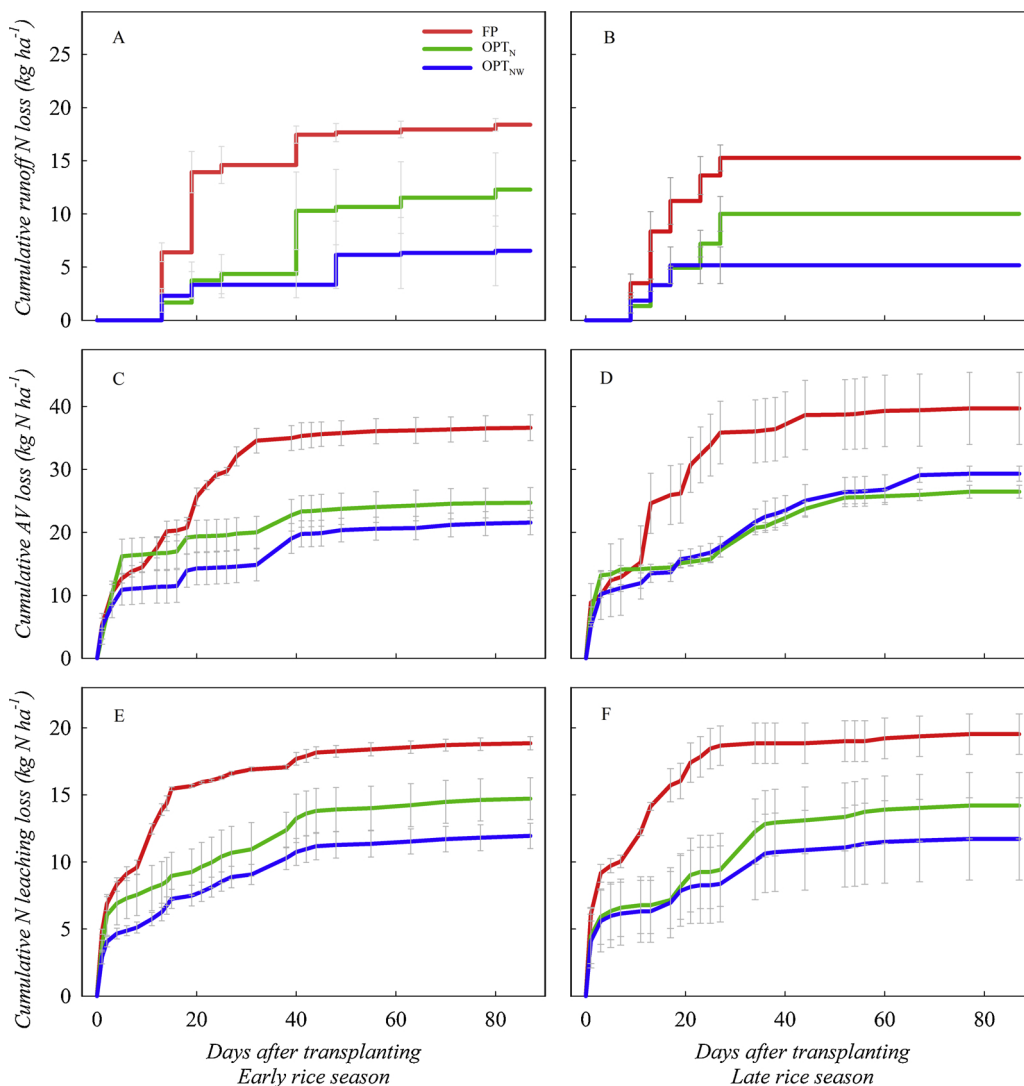 A
FP
OPT_N
OPT_NW
B
Cumulative runoff N loss (kg ha⁻¹)
25
20
15
10
5
0
C
D
Cumulative AV loss (kg N ha⁻¹)
40
30
20
10
0
E
F
Cumulative N leaching loss (kg N ha⁻¹)
20
15
10
5
0
0 20 40 60 80
0 20 40 60 80
Days after transplanting
Early rice season
Days after transplanting
Late rice season